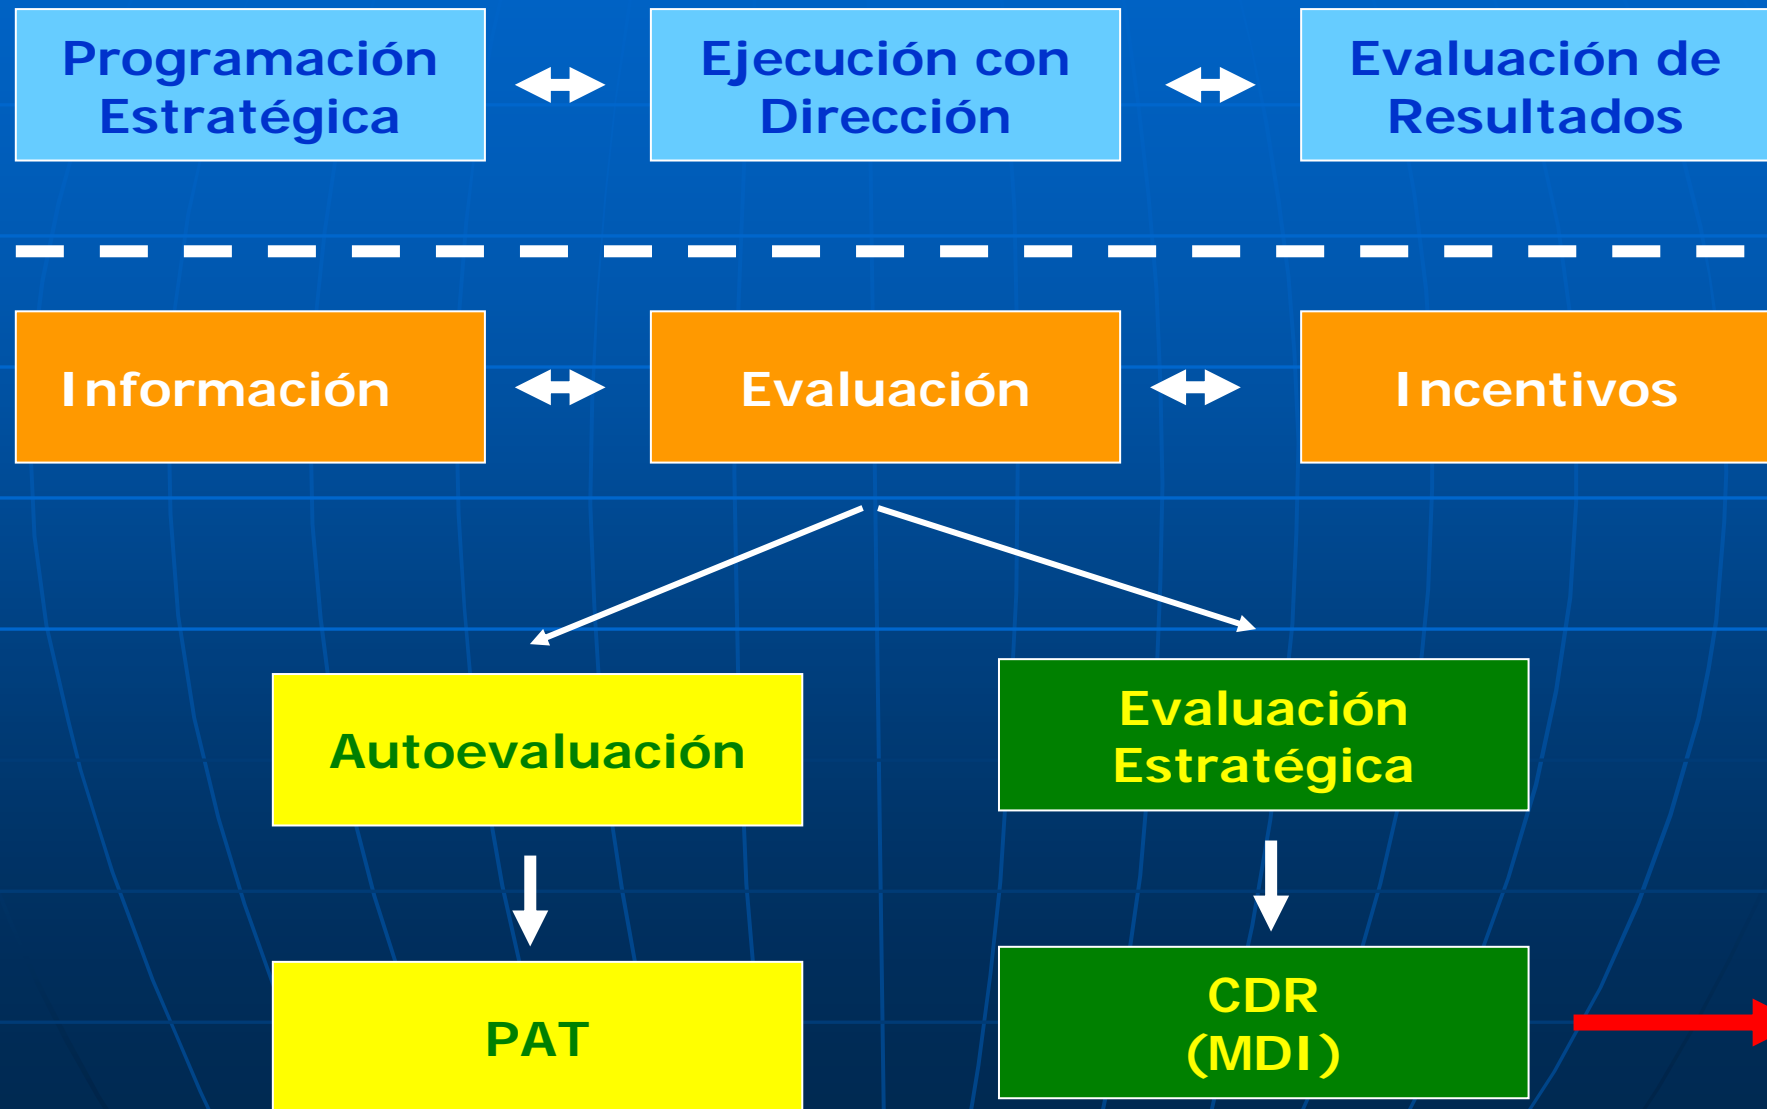 Programación
Estratégica
Ejecución con
Dirección
Evaluación de
Resultados
Información
Evaluación
Incentivos
Autoevaluación
Evaluación
Estratégica
PAT
CDR
(MDI)